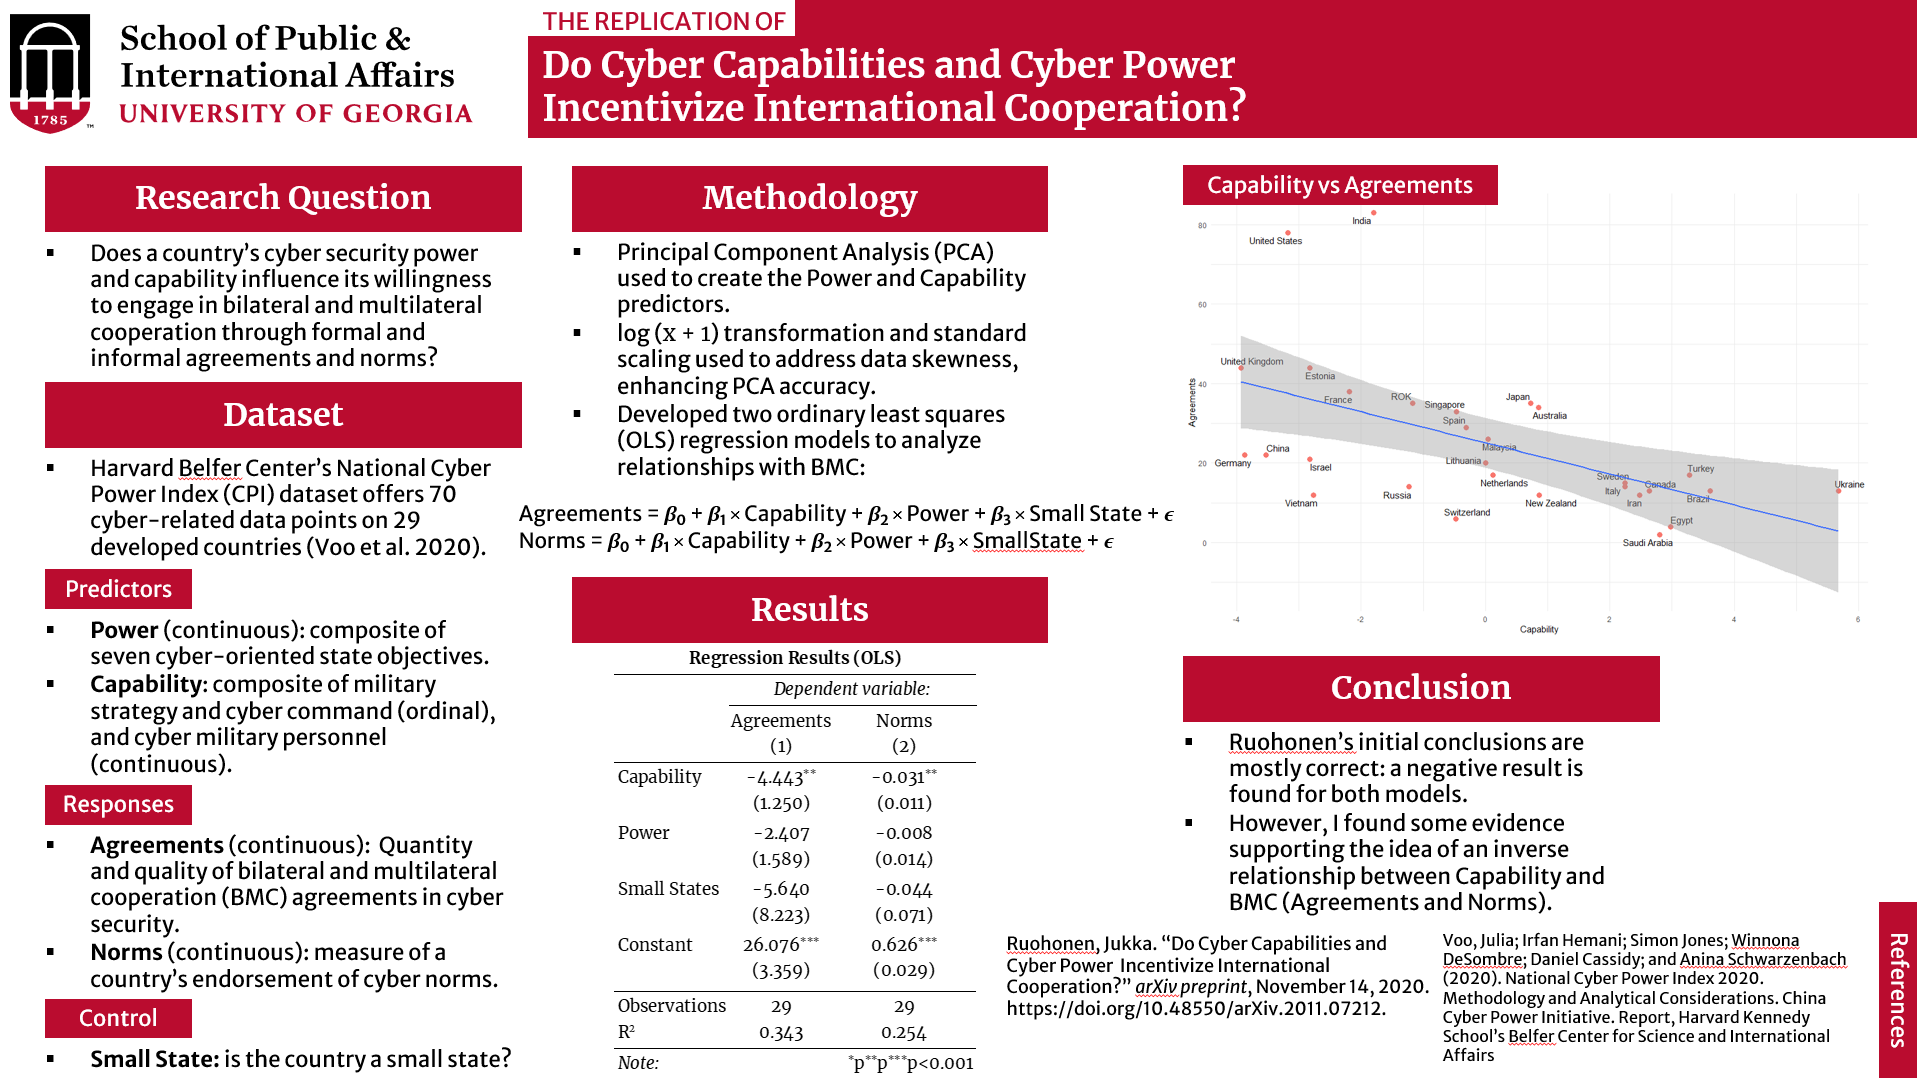 1785
™
School of Public &
International Affairs
UNIVERSITY OF GEORGIA
THE REPLICATION OF
Do Cyber Capabilities and Cyber Power
Incentivize International Cooperation?
Research Question
▪ Does a country’s cyber security power
and capability influence its willingness
to engage in bilateral and multilateral
cooperation through formal and
informal agreements and norms?
Dataset
▪ Harvard Belfer Center’s National Cyber
Power Index (CPI) dataset offers 70
cyber-related data points on 29
developed countries (Voo et al. 2020).
Predictors
▪ Power (continuous): composite of
seven cyber-oriented state objectives.
▪ Capability: composite of military
strategy and cyber command (ordinal),
and cyber military personnel
(continuous).
Responses
▪ Agreements (continuous): Quantity
and quality of bilateral and multilateral
cooperation (BMC) agreements in cyber
security.
▪ Norms (continuous): measure of a
country’s endorsement of cyber norms.
Control
▪ Small State: is the country a small state?
Methodology
▪ Principal Component Analysis (PCA)
used to create the Power and Capability
predictors.
▪ log (x + 1) transformation and standard
scaling used to address data skewness,
enhancing PCA accuracy.
▪ Developed two ordinary least squares
(OLS) regression models to analyze
relationships with BMC:
Agreements = β₀ + β₁ × Capability + β₂ × Power + β₃ × Small State + ϵ
Norms = β₀ + β₁ × Capability + β₂ × Power + β₃ × SmallState + ϵ
Results
Regression Results (OLS)
Dependent variable:
Agreements Norms
(1) (2)
Capability -4.443** -0.031**
(1.250) (0.011)
Power -2.407 -0.008
(1.589) (0.014)
Small States -5.640 -0.044
(8.223) (0.071)
Constant 26.076*** 0.626***
(3.359) (0.029)
Observations 29 29
R² 0.343 0.254
Note: *p**p***p<0.001
Capability vs Agreements
India
80
United States
60
United Kingdom
Estonia
40
France
ROK
Singapore
Japan
Australia
Spain
Malaysia
Agreements
China
Germany
Israel
Lithuania
20
Turkey
Netherlands
Sweden
Canada
Ukraine
Italy
Vietnam
Russia
New Zealand
Iran
Brazil
Switzerland
Egypt
Saudi Arabia
0
-4 -2 0 2 4 6
Capability
Conclusion
▪ Ruohonen’s initial conclusions are
mostly correct: a negative result is
found for both models.
▪ However, I found some evidence
supporting the idea of an inverse
relationship between Capability and
BMC (Agreements and Norms).
Ruohonen, Jukka. “Do Cyber Capabilities and
Cyber Power Incentivize International
Cooperation?” arXiv preprint, November 14, 2020.
https://doi.org/10.48550/arXiv.2011.07212.
Voo, Julia; Irfan Hemani; Simon Jones; Winnona
DeSombre; Daniel Cassidy; and Anina Schwarzenbach
(2020). National Cyber Power Index 2020.
Methodology and Analytical Considerations. China
Cyber Power Initiative. Report, Harvard Kennedy
School’s Belfer Center for Science and International
Affairs
References